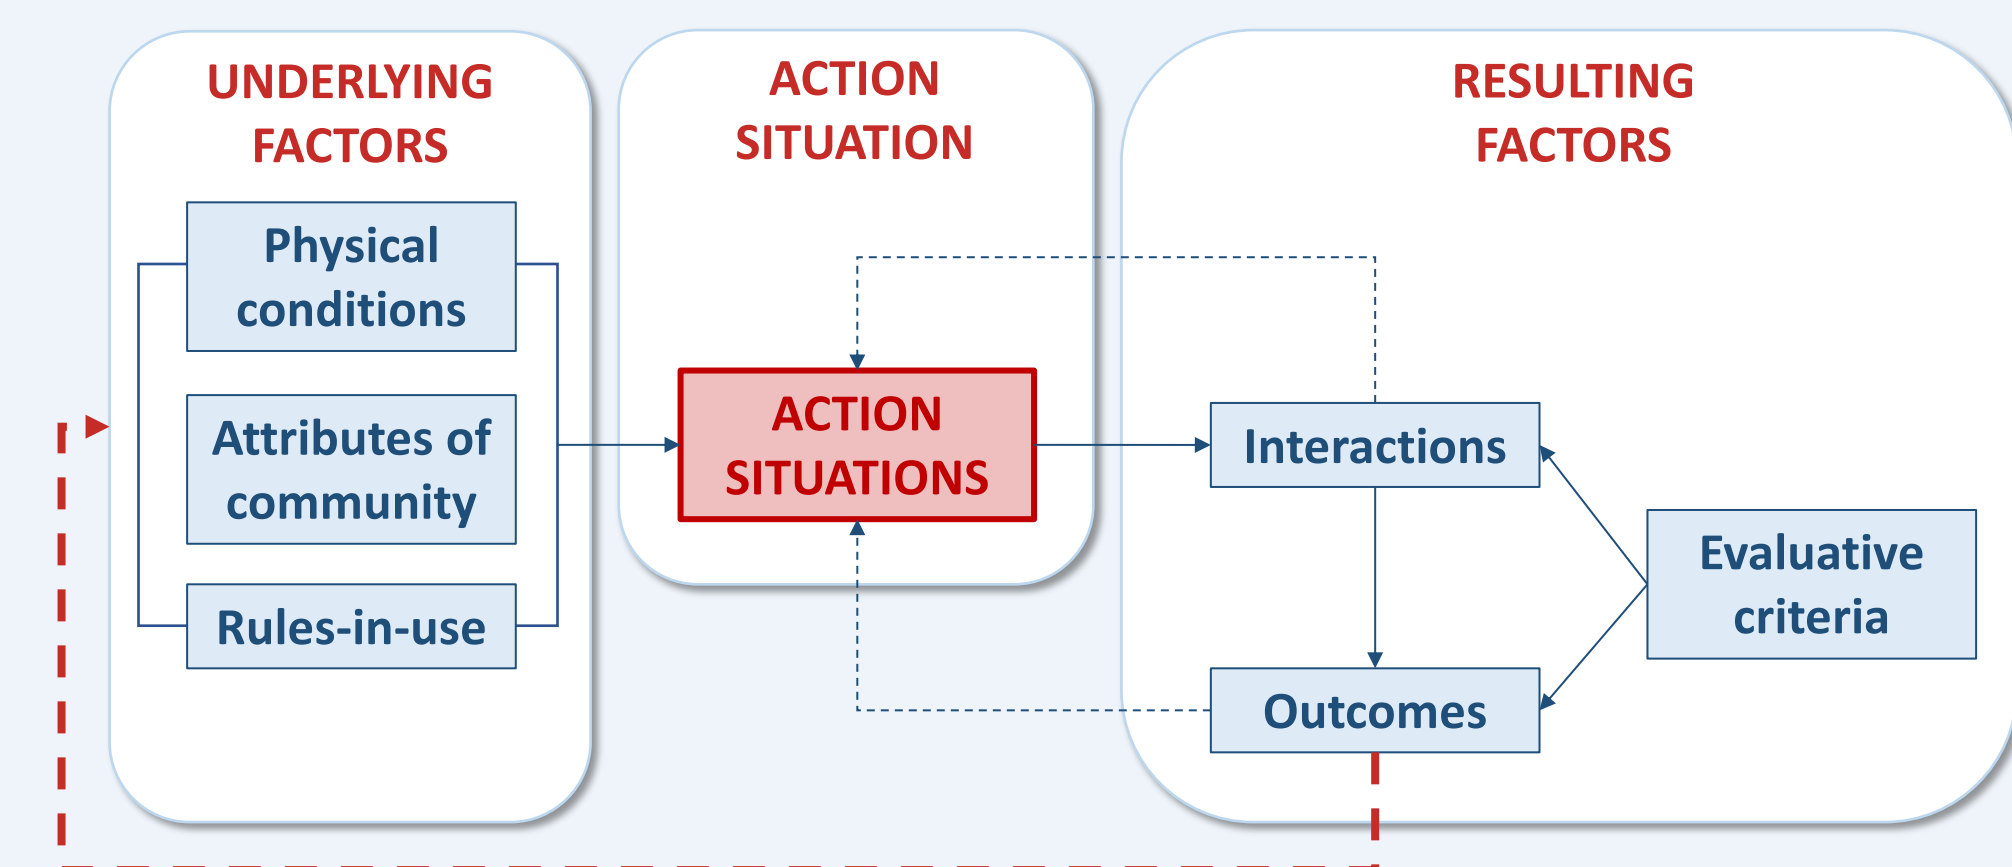 UNDERLYING
FACTORS
Physical
conditions
Attributes of
community
Rules-in-use
ACTION
SITUATION
ACTION
SITUATIONS
RESULTING
FACTORS
Interactions
Evaluative
criteria
Outcomes